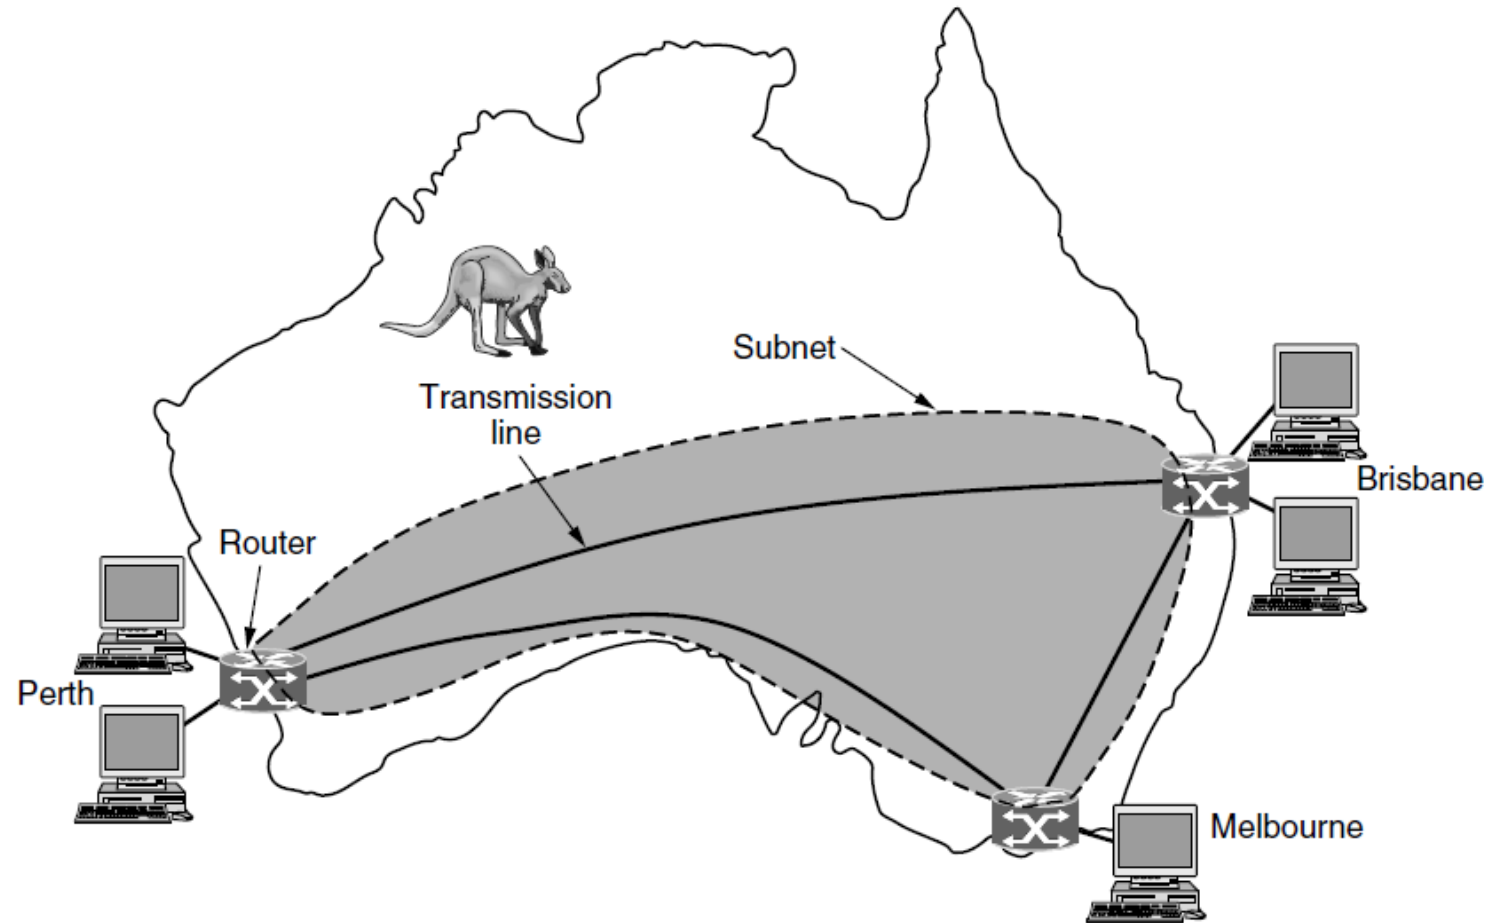 Subnet
Transmission
line
Brisbane
Router
Perth
Melbourne